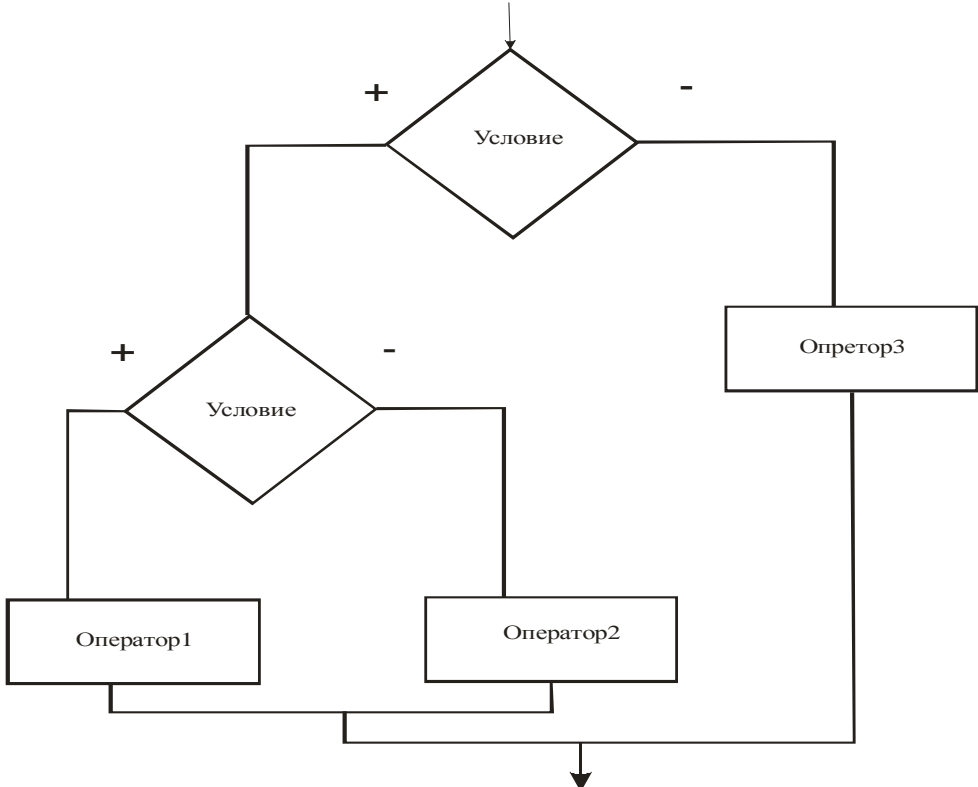 + -
Условие
Опретор3
+ -
Условие
Оператор1
Оператор2